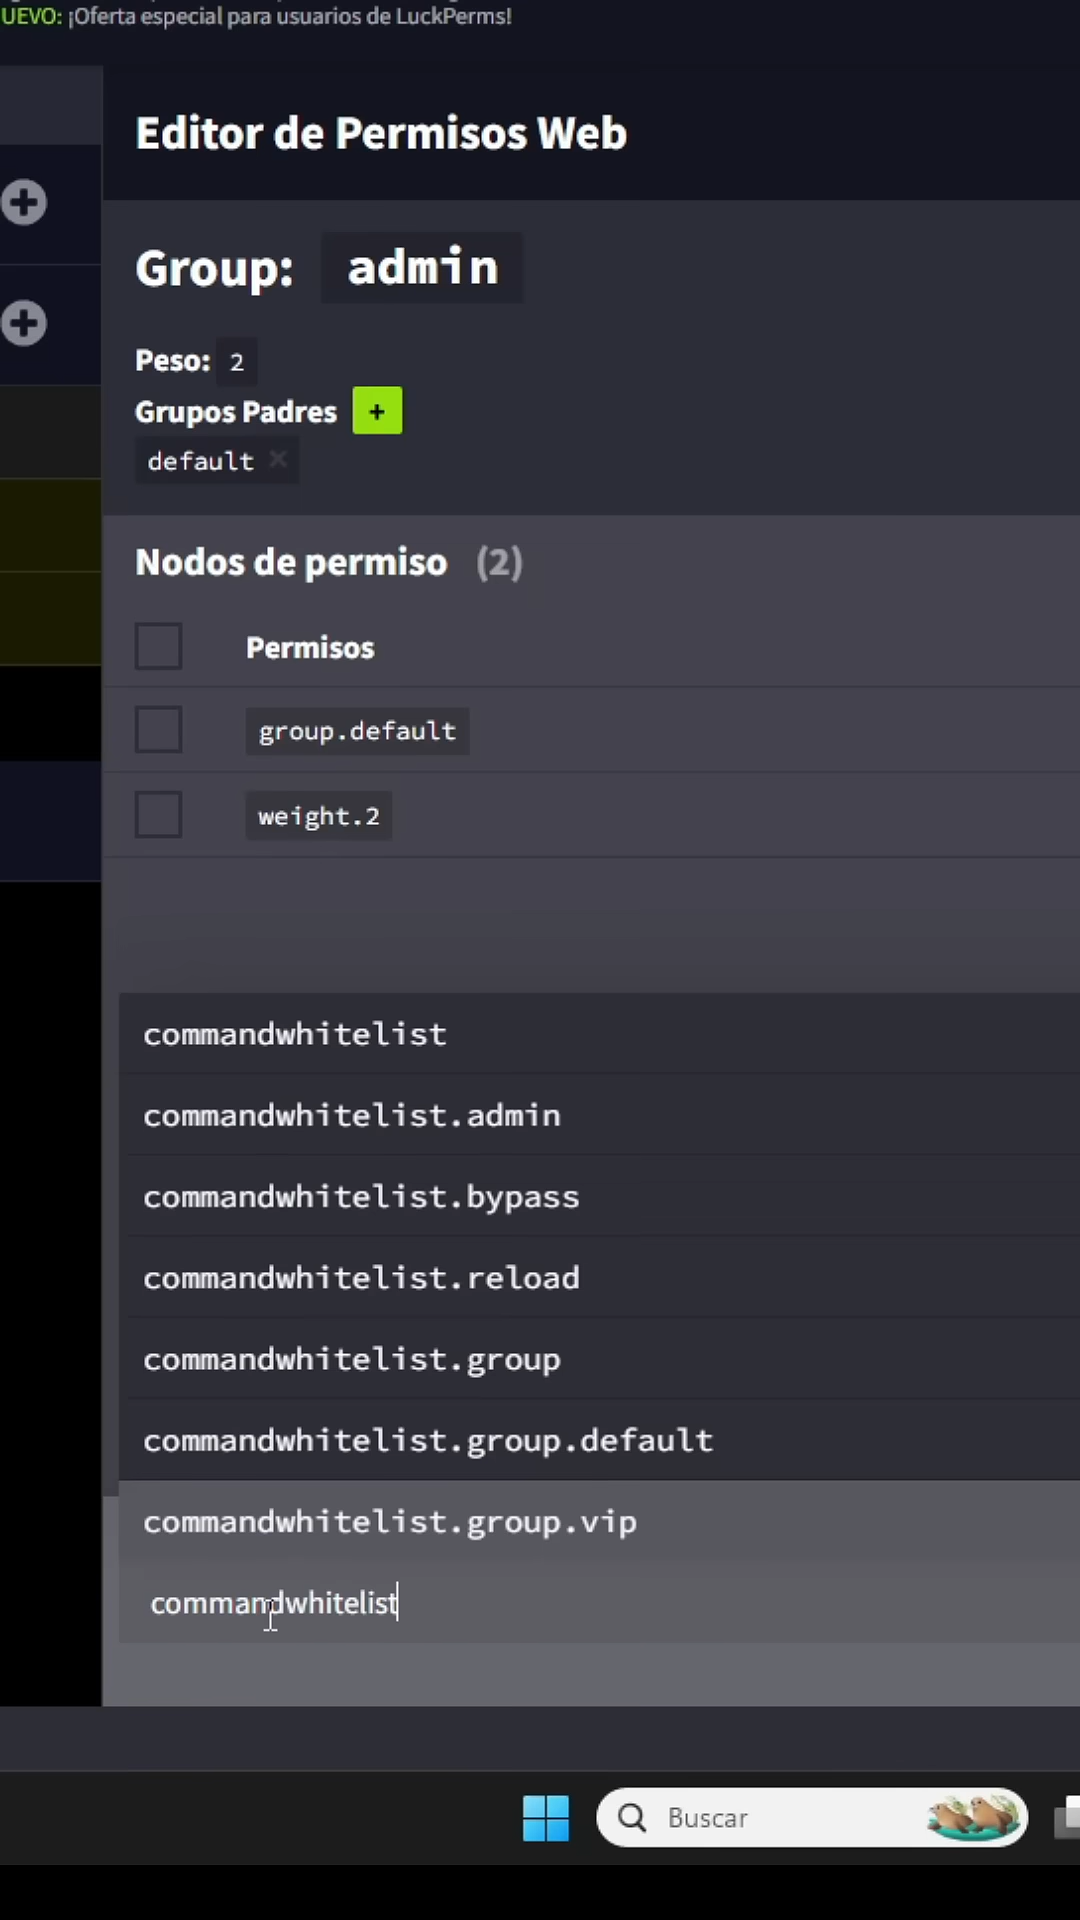 UEVO: ¡Oferta especial para usuarios de LuckPerms!
Editor de Permisos Web
Group: admin
Peso: 2
Grupos Padres +
default ×
Nodos de permiso (2)
Permisos
group.default
weight.2
commandwhitelist
commandwhitelist.admin
commandwhitelist.bypass
commandwhitelist.reload
commandwhitelist.group
commandwhitelist.group.default
commandwhitelist.group.vip
commandwhitelist
Buscar